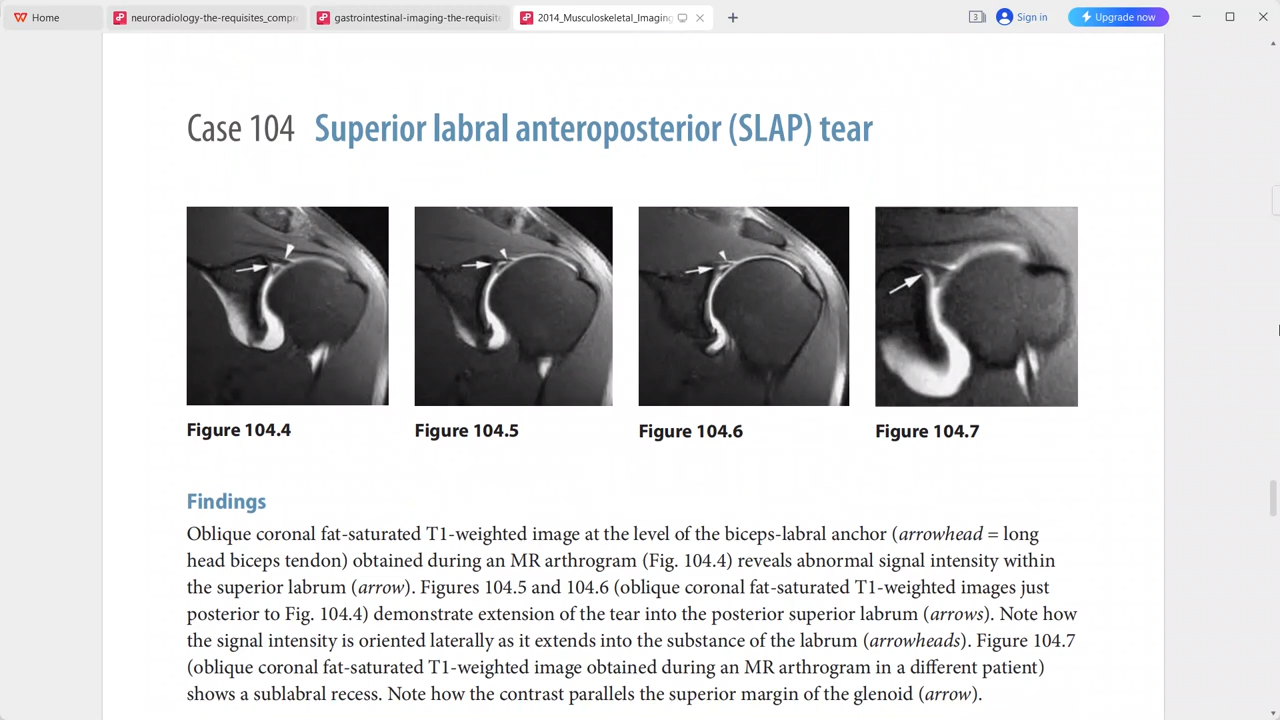 Home
neuroradiology-the-requisites_compr
gastrointestinal-imaging-the-requisite
2014_Musculoskeletal_Imaging
3
Sign in
Upgrade now
Case 104 Superior labral anteroposterior (SLAP) tear
Figure 104.4
Figure 104.5
Figure 104.6
Figure 104.7
Findings
Oblique coronal fat-saturated T1-weighted image at the level of the biceps-labral anchor (arrowhead = long
head biceps tendon) obtained during an MR arthrogram (Fig. 104.4) reveals abnormal signal intensity within
the superior labrum (arrow). Figures 104.5 and 104.6 (oblique coronal fat-saturated T1-weighted images just
posterior to Fig. 104.4) demonstrate extension of the tear into the posterior superior labrum (arrows). Note how
the signal intensity is oriented laterally as it extends into the substance of the labrum (arrowheads). Figure 104.7
(oblique coronal fat-saturated T1-weighted image obtained during an MR arthrogram in a different patient)
shows a sublabral recess. Note how the contrast parallels the superior margin of the glenoid (arrow).